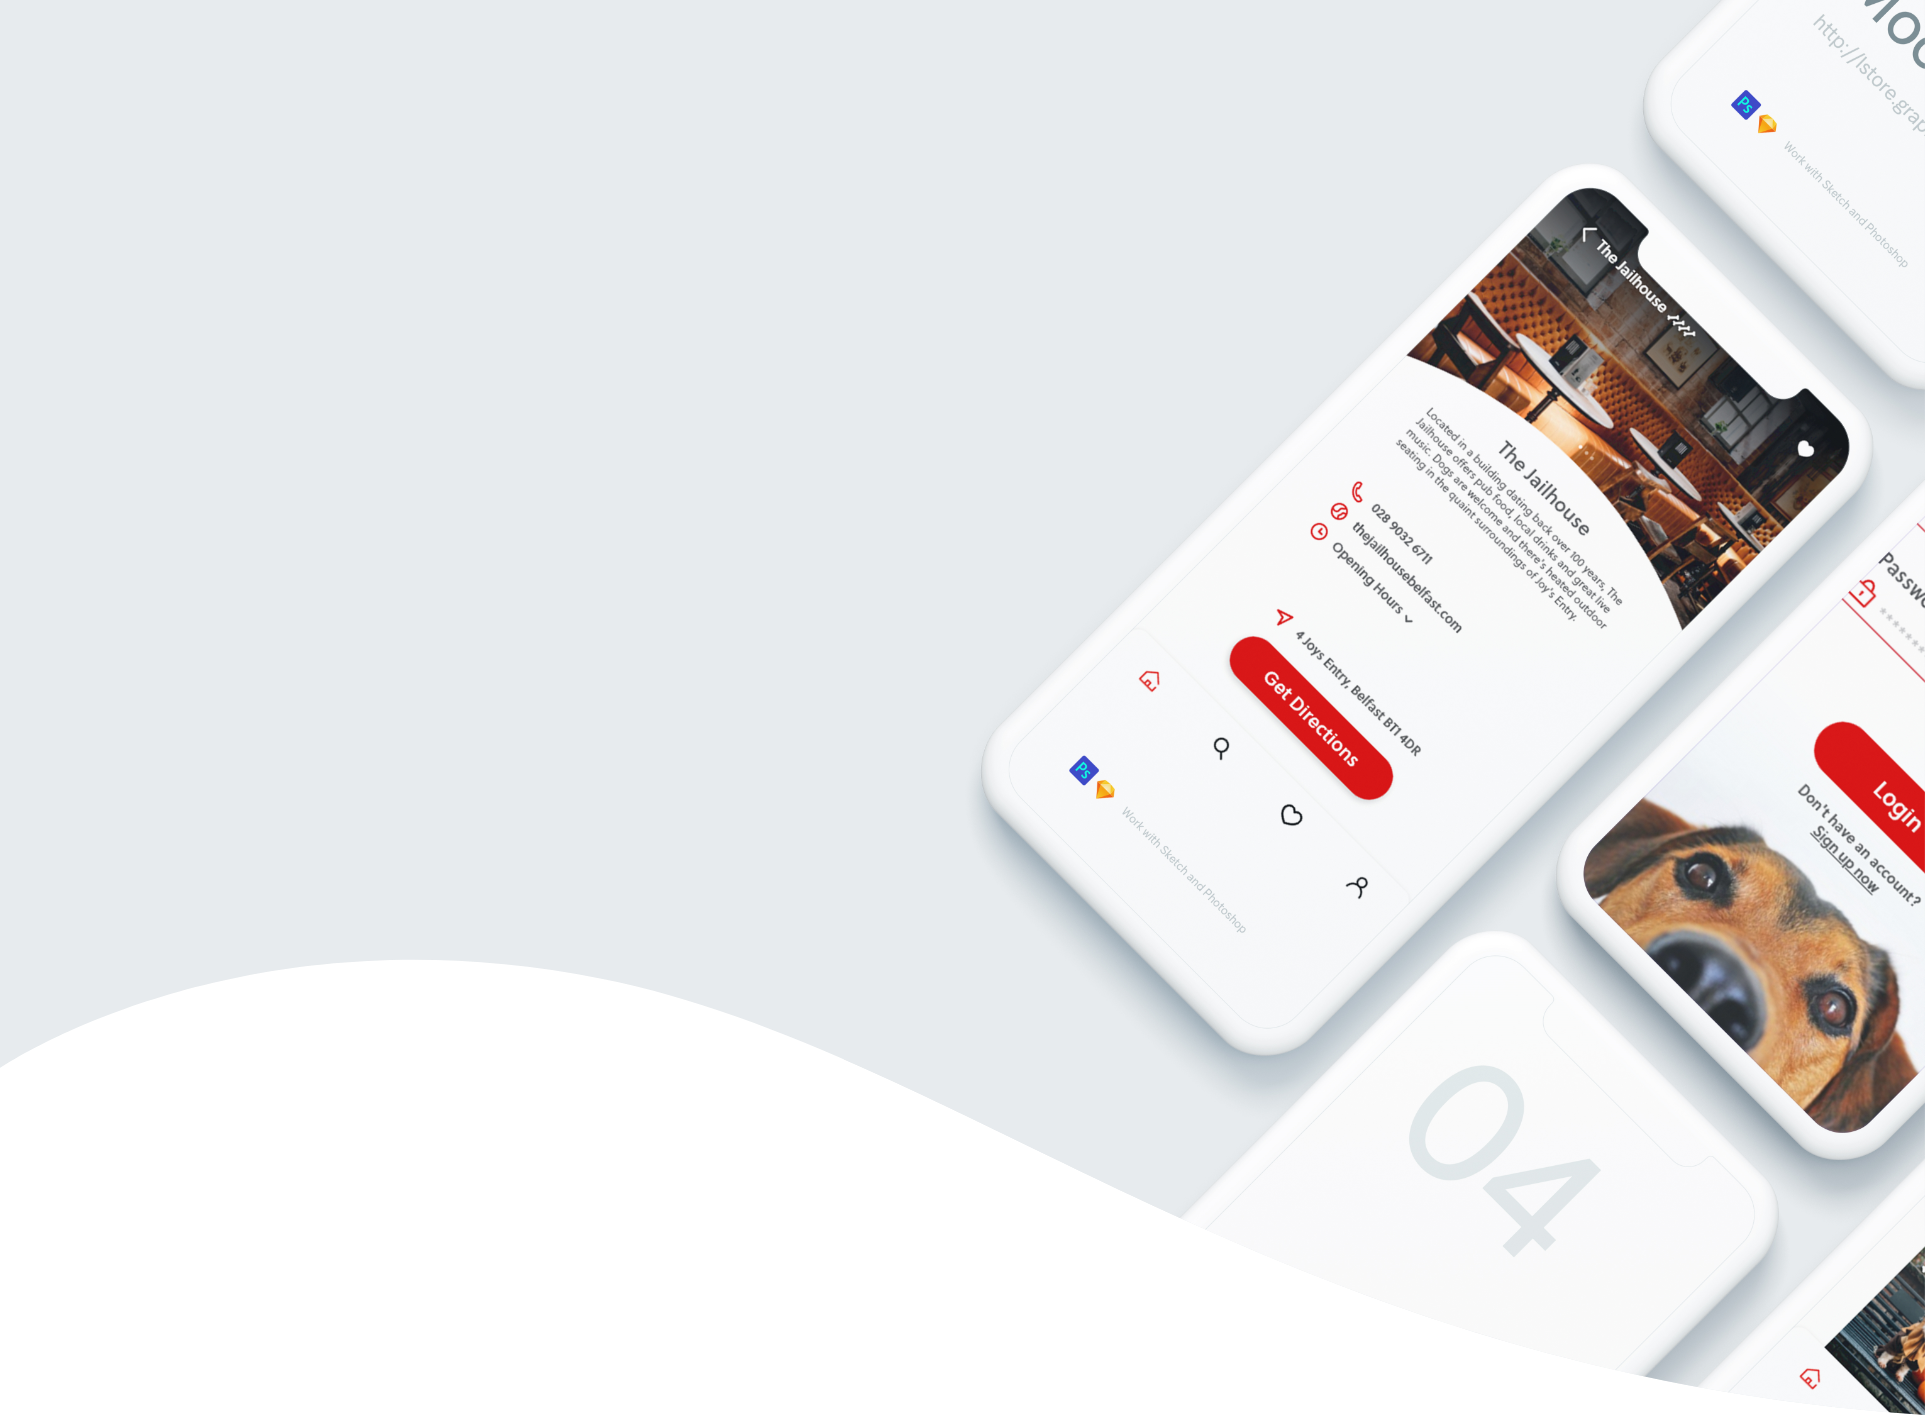 http://lstore.grap
Ps
Work with Sketch and Photoshop
The Jailhouse
The Jailhouse
Located in a building dating back over 100 years, The
Jailhouse offers pub food, local drinks and great live
music. Dogs are welcome and there's heated outdoor
seating in the quaint surroundings of Joy's Entry.
028 9032 6711
thejailhousebelfast.com
Opening Hours
4 Joys Entry, Belfast BT1 4DR
Get Directions
Ps
Work with Sketch and Photoshop
Passwo
********
Login
Don't have an account?
Sign up now
04